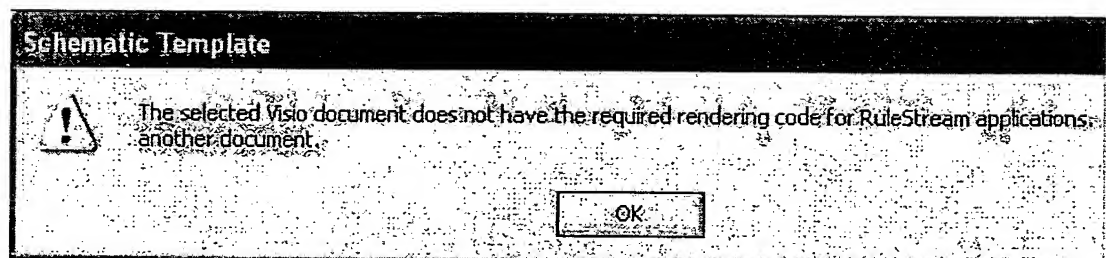 Schematic Template
The selected Visio document does not have the required rendering code for RuleStream applications.
another document.
OK